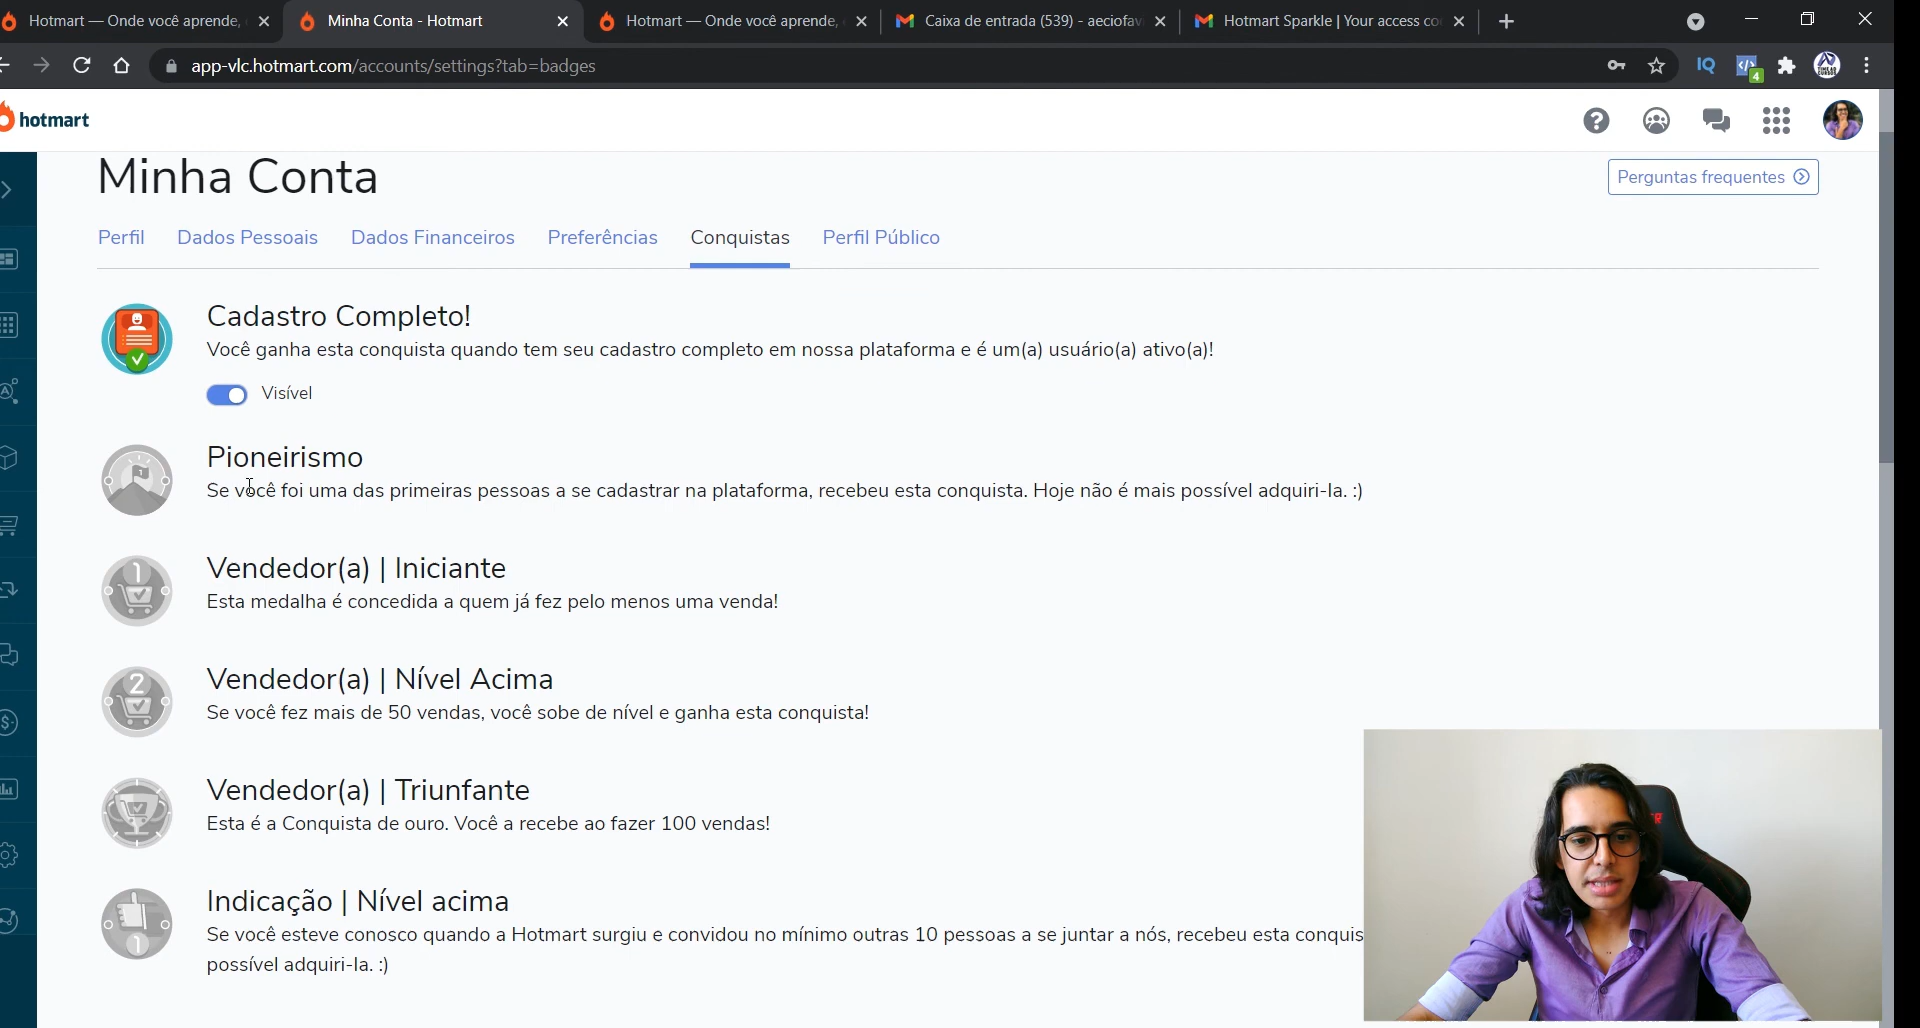 Hotmart — Onde você aprende,
Minha Conta - Hotmart
Hotmart — Onde você aprende,
Caixa de entrada (539) - aeciofav
Hotmart Sparkle | Your access co
app-vlc.hotmart.com/accounts/settings?tab=badges
IQ
4
hotmart
Minha Conta
Perguntas frequentes
Perfil
Dados Pessoais
Dados Financeiros
Preferências
Conquistas
Perfil Público
Cadastro Completo!
Você ganha esta conquista quando tem seu cadastro completo em nossa plataforma e é um(a) usuário(a) ativo(a)!
Visível
1
Pioneirismo
Se você foi uma das primeiras pessoas a se cadastrar na plataforma, recebeu esta conquista. Hoje não é mais possível adquiri-la. :)
1
Vendedor(a) | Iniciante
Esta medalha é concedida a quem já fez pelo menos uma venda!
2
Vendedor(a) | Nível Acima
Se você fez mais de 50 vendas, você sobe de nível e ganha esta conquista!
Vendedor(a) | Triunfante
Esta é a Conquista de ouro. Você a recebe ao fazer 100 vendas!
1
Indicação | Nível acima
Se você esteve conosco quando a Hotmart surgiu e convidou no mínimo outras 10 pessoas a se juntar a nós, recebeu esta conquis
possível adquiri-la. :)